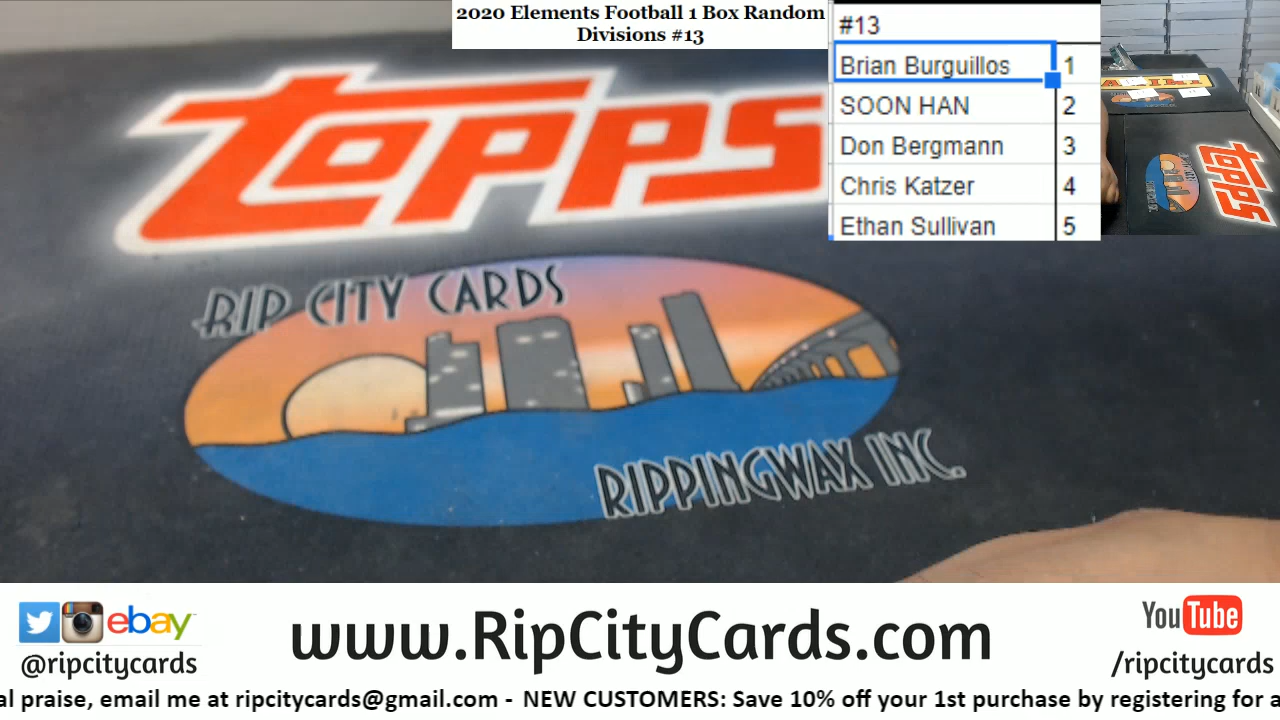 2020 Elements Football 1 Box Random
Divisions #13
#13
Brian Burguillos 1
SOON HAN 2
Don Bergmann 3
Chris Katzer 4
Ethan Sullivan 5
topps
RIP CITY CARDS
RIPPINGWAX INC.
topps
ebay
@ripcitycards
www.RipCityCards.com
YouTube
/ripcitycards
al praise, email me at ripcitycards@gmail.com - NEW CUSTOMERS: Save 10% off your 1st purchase by registering for a